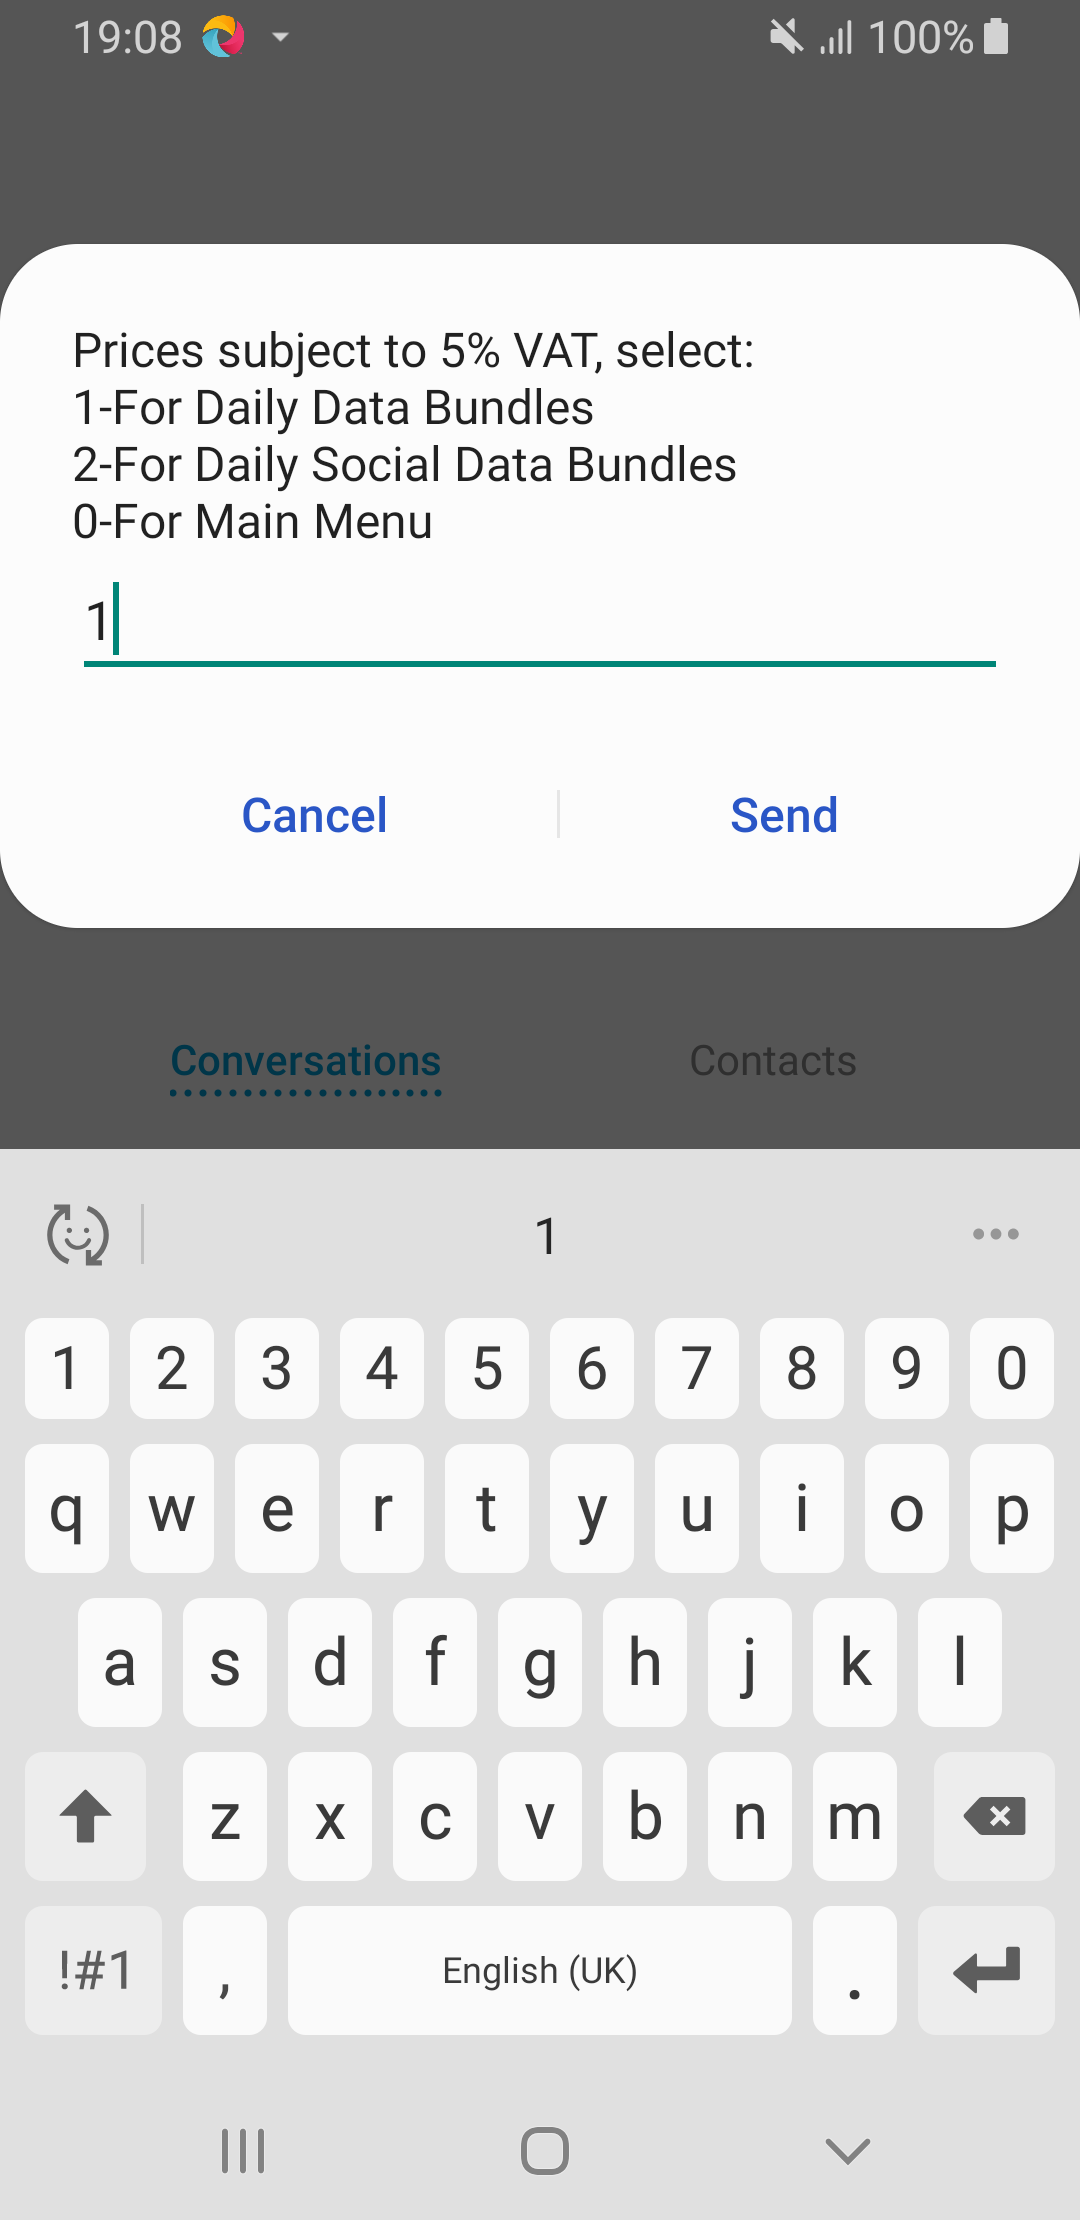 19:08
100%
Prices subject to 5% VAT, select:
1-For Daily Data Bundles
2-For Daily Social Data Bundles
0-For Main Menu
1
Cancel
Send
Conversations
Contacts
1
1 2 3 4 5 6 7 8 9 0
q w e r t y u i o p
a s d f g h j k l
z x c v b n m
!#1 , English (UK) .